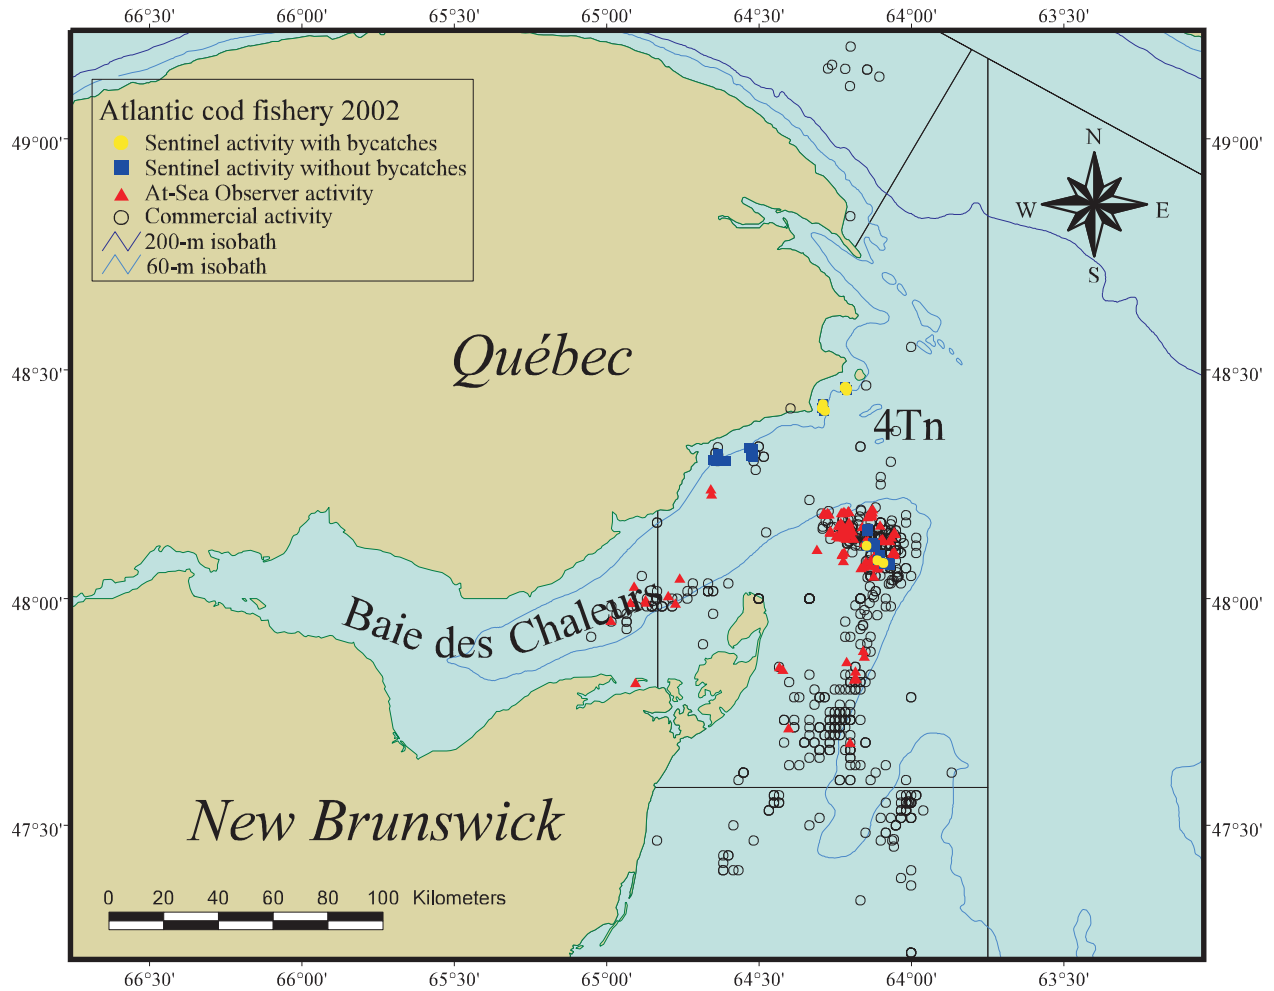 66°30' 66°00' 65°30' 65°00' 64°30' 64°00' 63°30'
Atlantic cod fishery 2002
Sentinel activity with bycatches
Sentinel activity without bycatches
At-Sea Observer activity
Commercial activity
200-m isobath
60-m isobath
49°00' 49°00'
N
W E
S
Québec
48°30' 48°30'
4Tn
48°00' 48°00'
Baie des Chaleurs
New Brunswick
47°30' 47°30'
0 20 40 60 80 100 Kilometers
66°30' 66°00' 65°30' 65°00' 64°30' 64°00' 63°30'